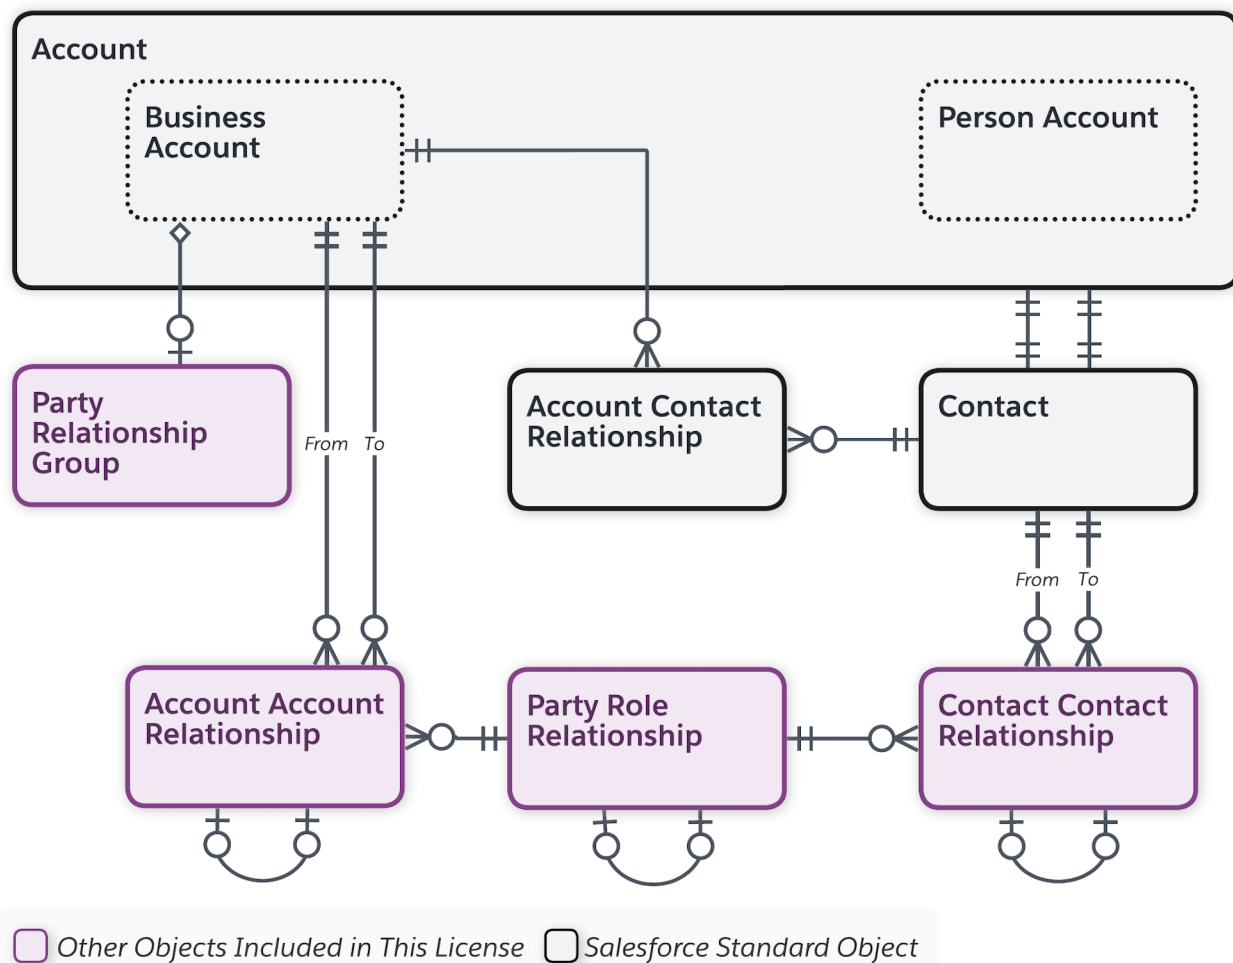 Account
Business
Account
Person Account
Party
Relationship
Group
From
To
Account Contact
Relationship
Contact
From
To
Account Account
Relationship
Party Role
Relationship
Contact Contact
Relationship
Other Objects Included in This License
Salesforce Standard Object